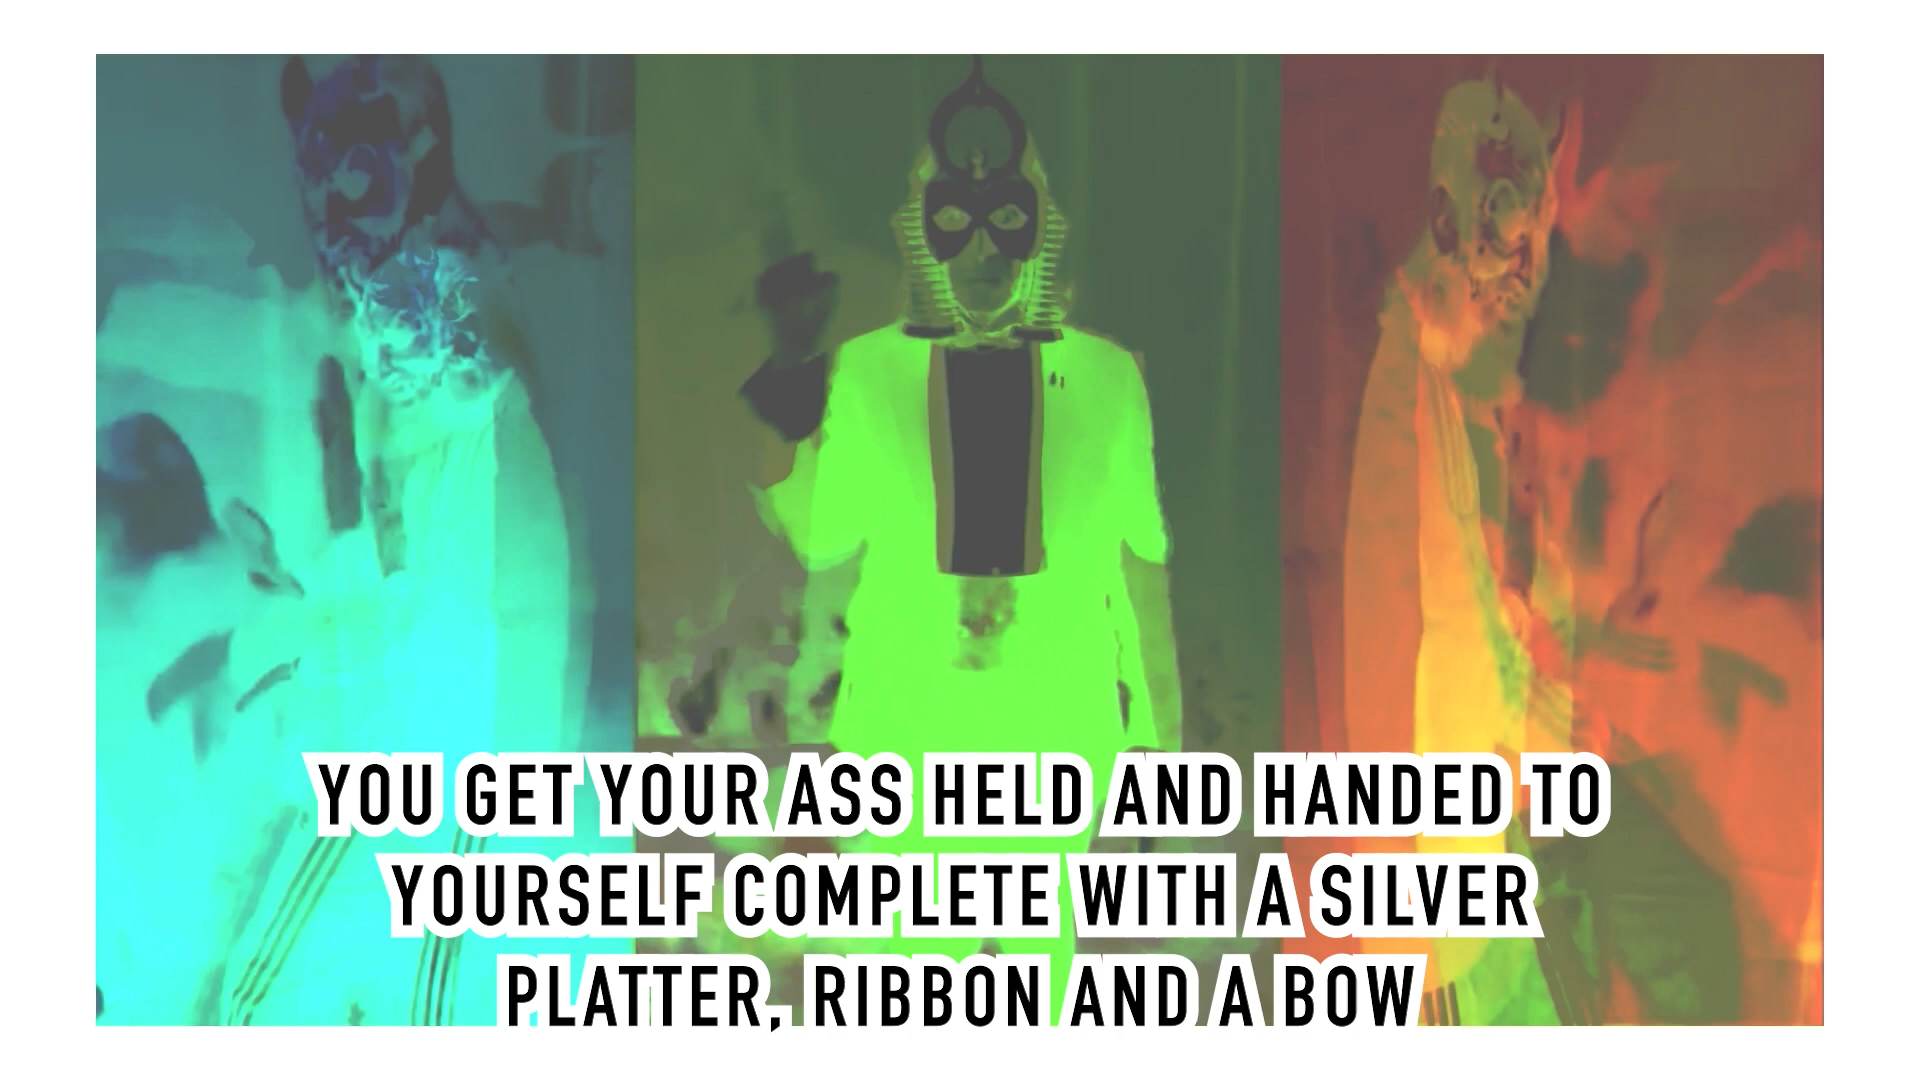 YOU GET YOUR ASS HELD AND HANDED TO
YOURSELF COMPLETE WITH A SILVER
PLATTER, RIBBON AND A BOW